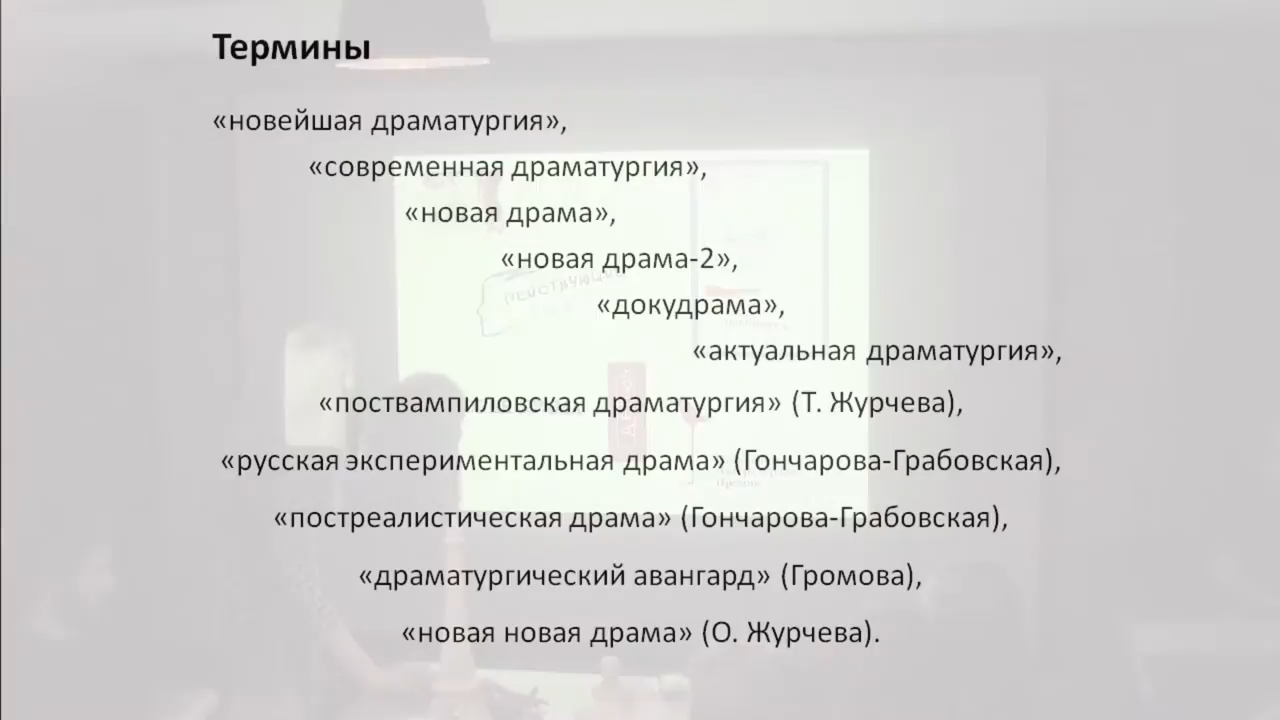 Термины
«новейшая драматургия»,
«современная драматургия»,
«новая драма»,
«новая драма-2»,
«докудрама»,
«актуальная драматургия»,
«поствампиловская драматургия» (Т. Журчева),
«русская экспериментальная драма» (Гончарова-Грабовская),
«постреалистическая драма» (Гончарова-Грабовская),
«драматургический авангард» (Громова),
«новая новая драма» (О. Журчева).